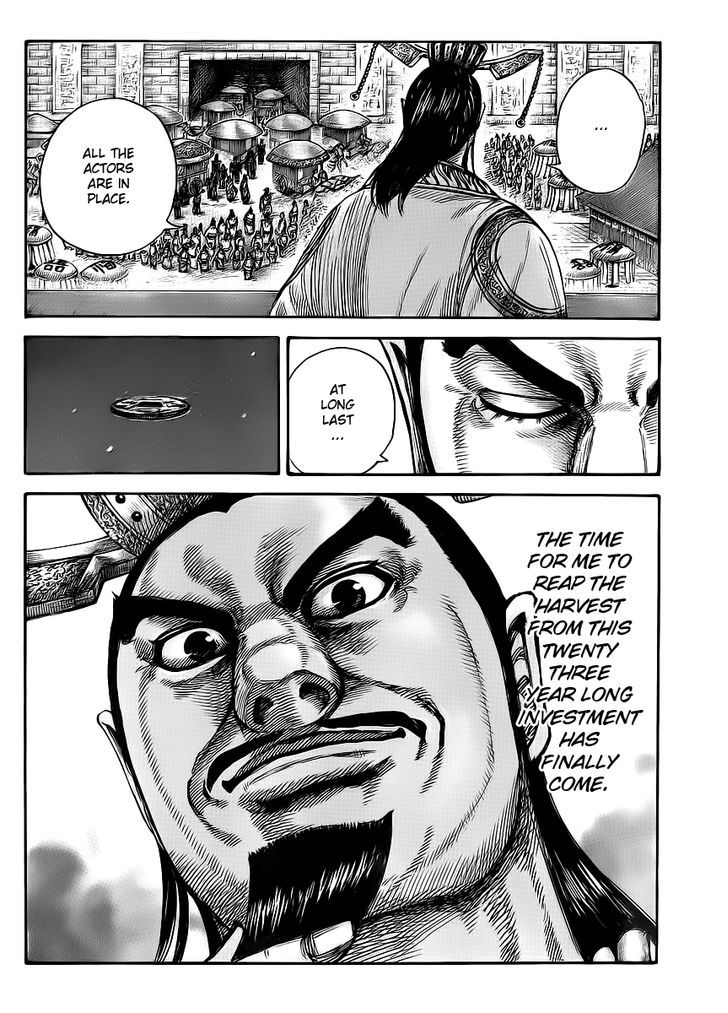 ...
ALL THE
ACTORS
ARE IN
PLACE.
AT
LONG
LAST
...
THE TIME
FOR ME TO
REAP THE
HARVEST
FROM THIS
TWENTY
THREE
YEAR LONG
INVESTMENT
HAS
FINALLY
COME.